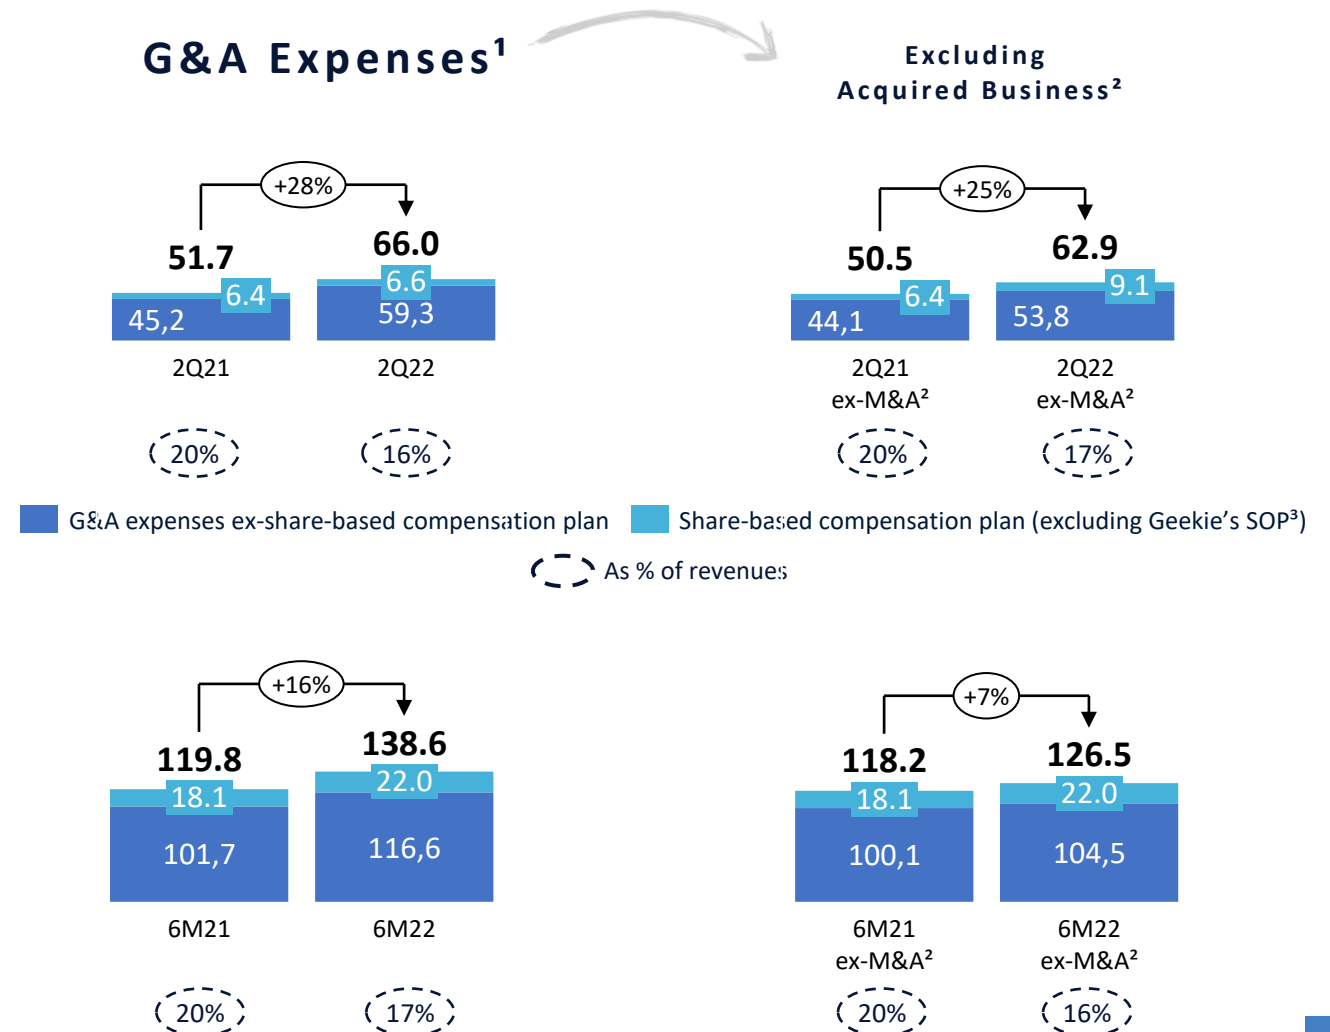 G&A Expenses¹
Excluding
Acquired Business²
+28%
51.7
66.0
6.4
6.6
45,2
59,3
2Q21
2Q22
20%
16%
+25%
50.5
62.9
6.4
9.1
44,1
53,8
2Q21
ex-M&A²
2Q22
ex-M&A²
20%
17%
G&A expenses ex-share-based compensation plan
Share-based compensation plan (excluding Geekie’s SOP³)
As % of revenues
+16%
119.8
138.6
18.1
22.0
101,7
116,6
6M21
6M22
20%
17%
+7%
118.2
126.5
18.1
22.0
100,1
104,5
6M21
ex-M&A²
6M22
ex-M&A²
20%
16%